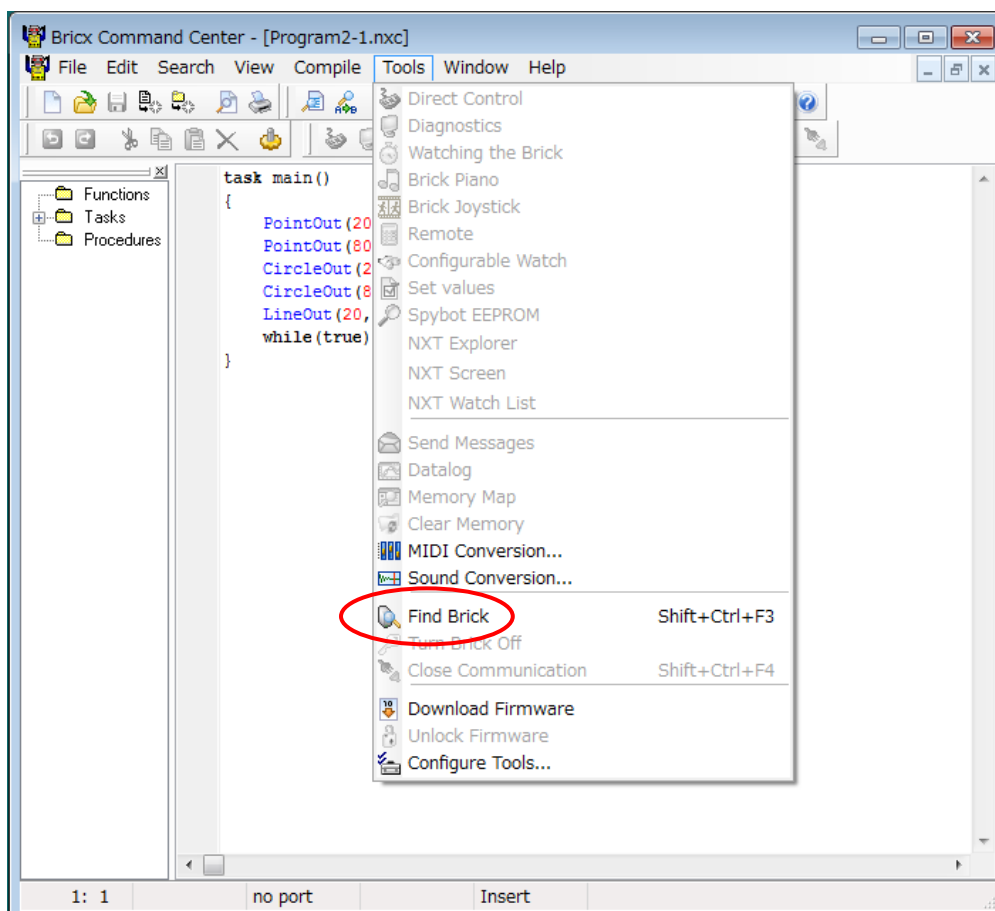 Bricx Command Center - [Program2-1.nxc]
File Edit Search View Compile Tools Window Help
Functions
Tasks
Procedures
task main()
{
PointOut(20
PointOut(80
CircleOut(2
CircleOut(8
LineOut(20,
while(true)
}
Direct Control
Diagnostics
Watching the Brick
Brick Piano
Brick Joystick
Remote
Configurable Watch
Set values
Spybot EEPROM
NXT Explorer
NXT Screen
NXT Watch List
Send Messages
Datalog
Memory Map
Clear Memory
MIDI Conversion...
Sound Conversion...
Find Brick Shift+Ctrl+F3
Turn Brick Off
Close Communication Shift+Ctrl+F4
Download Firmware
Unlock Firmware
Configure Tools...
1: 1 no port Insert